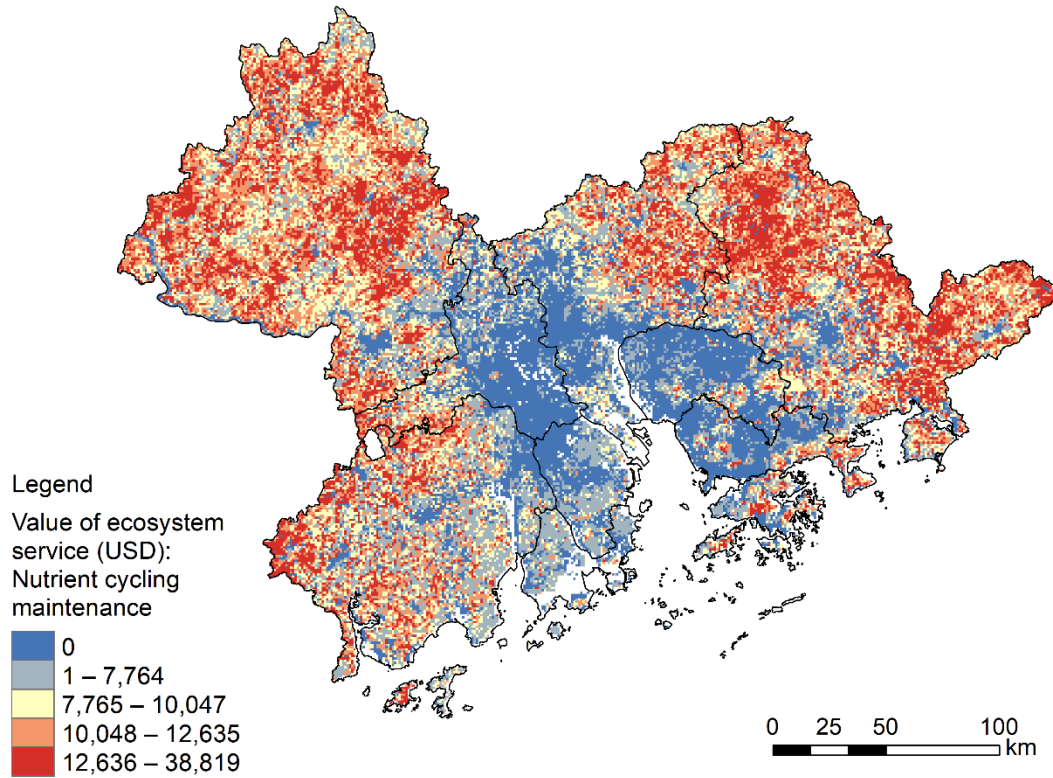 Legend
Value of ecosystem
service (USD):
Nutrient cycling
maintenance
0
1 – 7,764
7,765 – 10,047
10,048 – 12,635
12,636 – 38,819
0 25 50 100
km